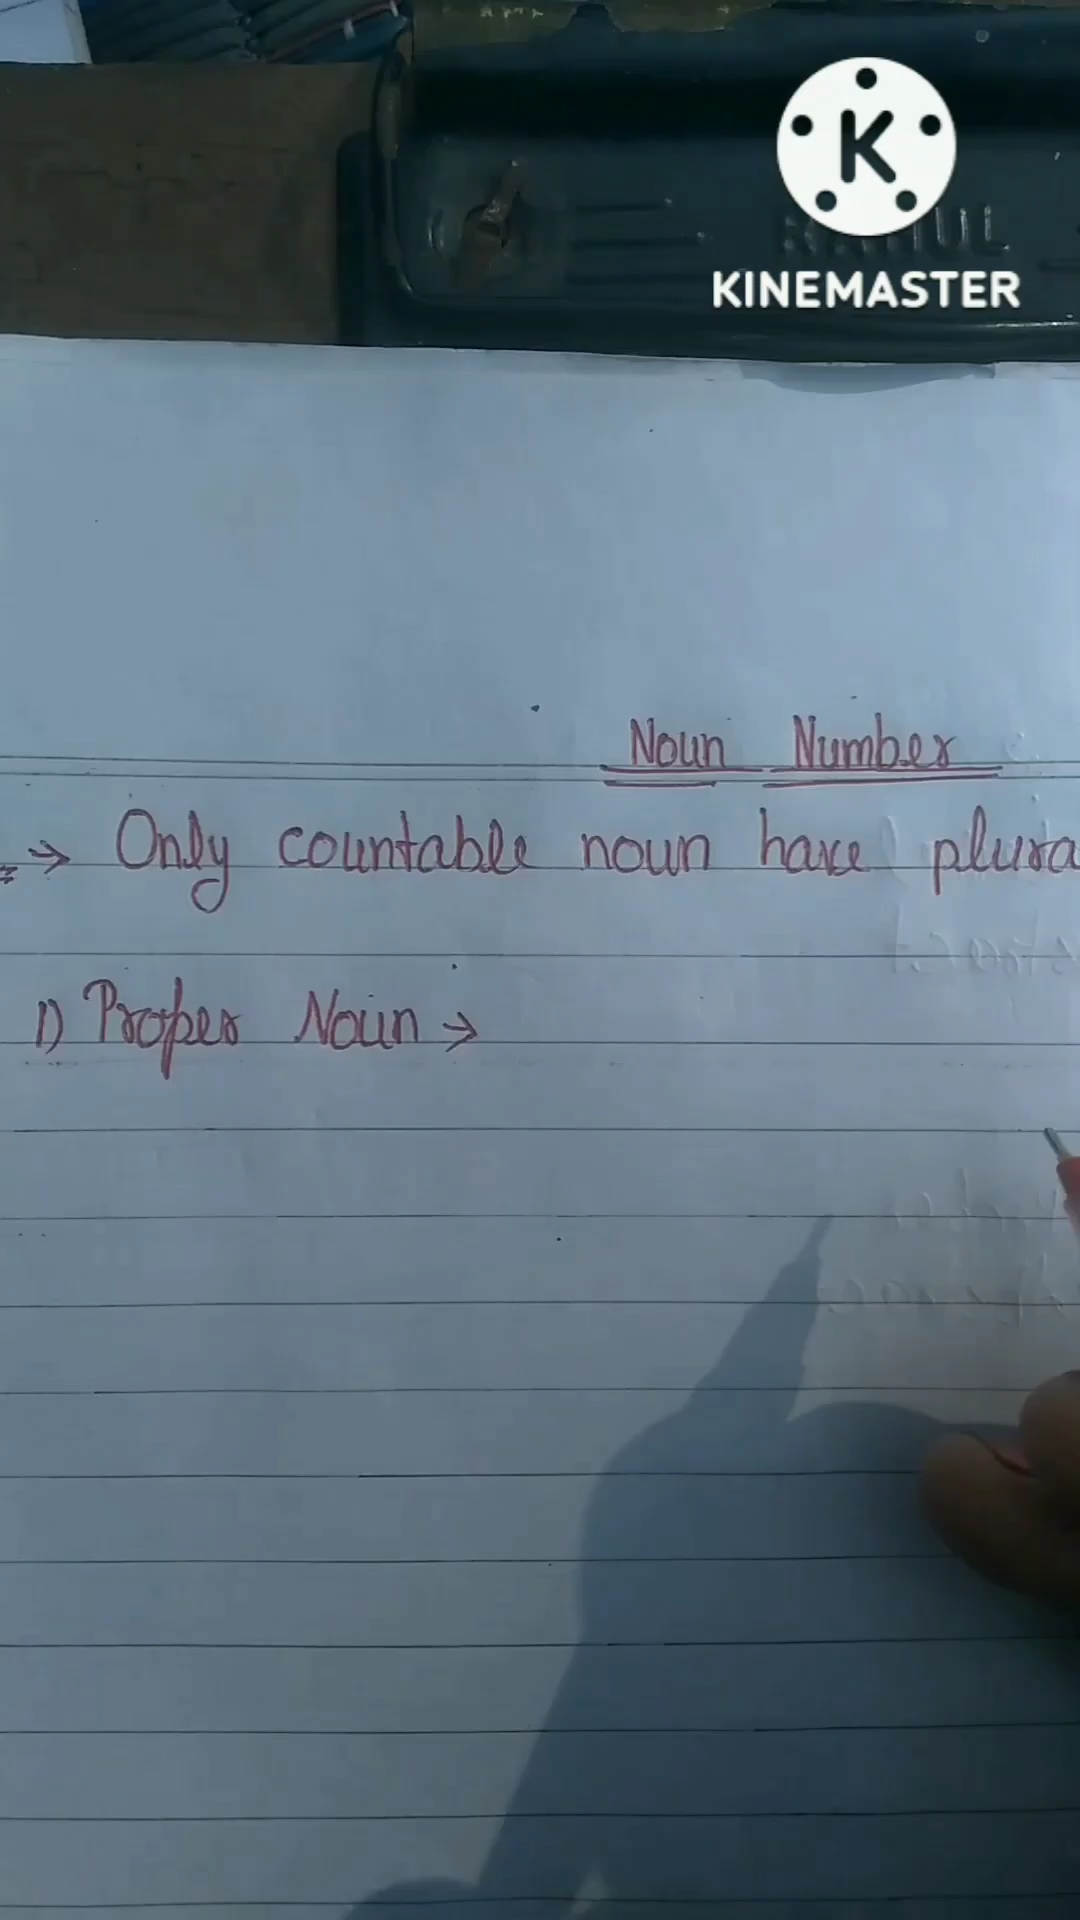 K
KINEMASTER
Noun Number
→ Only countable noun have plura
1) Proper Noun →